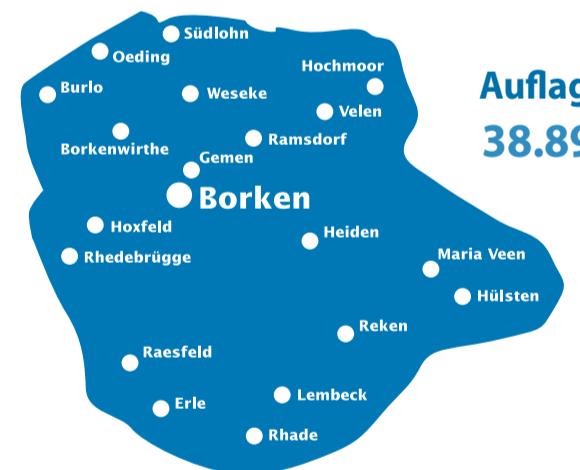 Südlohn
Oeding
Hochmoor
Burlo
Weseke
Velen
Borkenwirthe
Ramsdorf
Gemen
Borken
Hoxfeld
Heiden
Rhedebrügge
Maria Veen
Hülsten
Reken
Raesfeld
Erle
Lembeck
Rhade